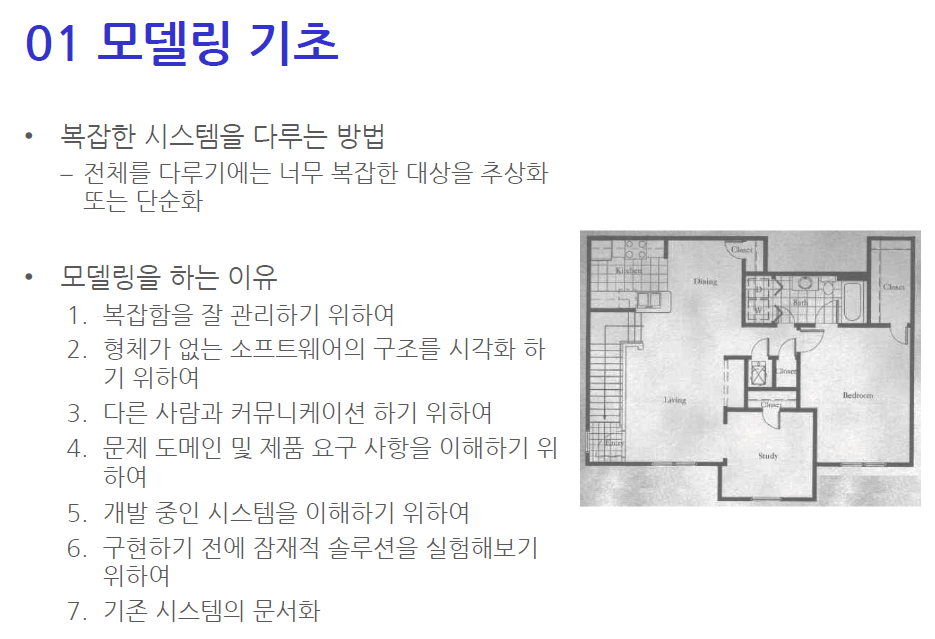 01 모델링 기초
• 복잡한 시스템을 다루는 방법
– 전체를 다루기에는 너무 복잡한 대상을 추상화
또는 단순화
• 모델링을 하는 이유
1. 복잡함을 잘 관리하기 위하여
2. 형체가 없는 소프트웨어의 구조를 시각화 하
기 위하여
3. 다른 사람과 커뮤니케이션 하기 위하여
4. 문제 도메인 및 제품 요구 사항을 이해하기 위
하여
5. 개발 중인 시스템을 이해하기 위하여
6. 구현하기 전에 잠재적 솔루션을 실험해보기
위하여
7. 기존 시스템의 문서화
Closet
Kitchen
Dining
D
W
Bath
Closet
Closet
Living
Bedroom
Closet
Entry
Study